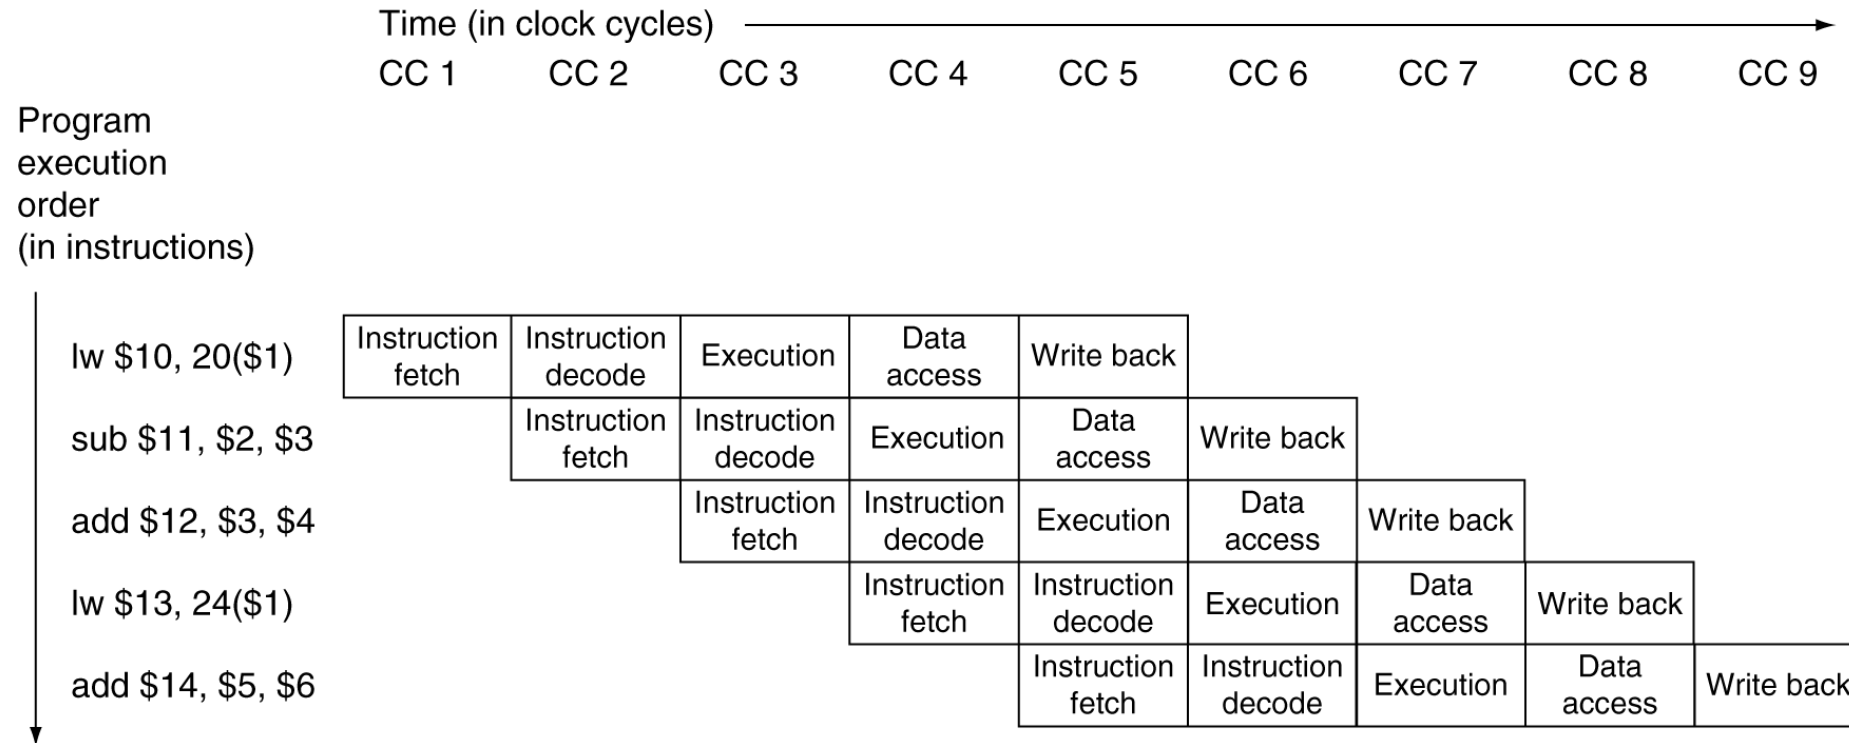 Time (in clock cycles)
CC 1 CC 2 CC 3 CC 4 CC 5 CC 6 CC 7 CC 8 CC 9
Program
execution
order
(in instructions)
lw $10, 20($1)
Instruction fetch
Instruction decode
Execution
Data access
Write back
sub $11, $2, $3
Instruction fetch
Instruction decode
Execution
Data access
Write back
add $12, $3, $4
Instruction fetch
Instruction decode
Execution
Data access
Write back
lw $13, 24($1)
Instruction fetch
Instruction decode
Execution
Data access
Write back
add $14, $5, $6
Instruction fetch
Instruction decode
Execution
Data access
Write back